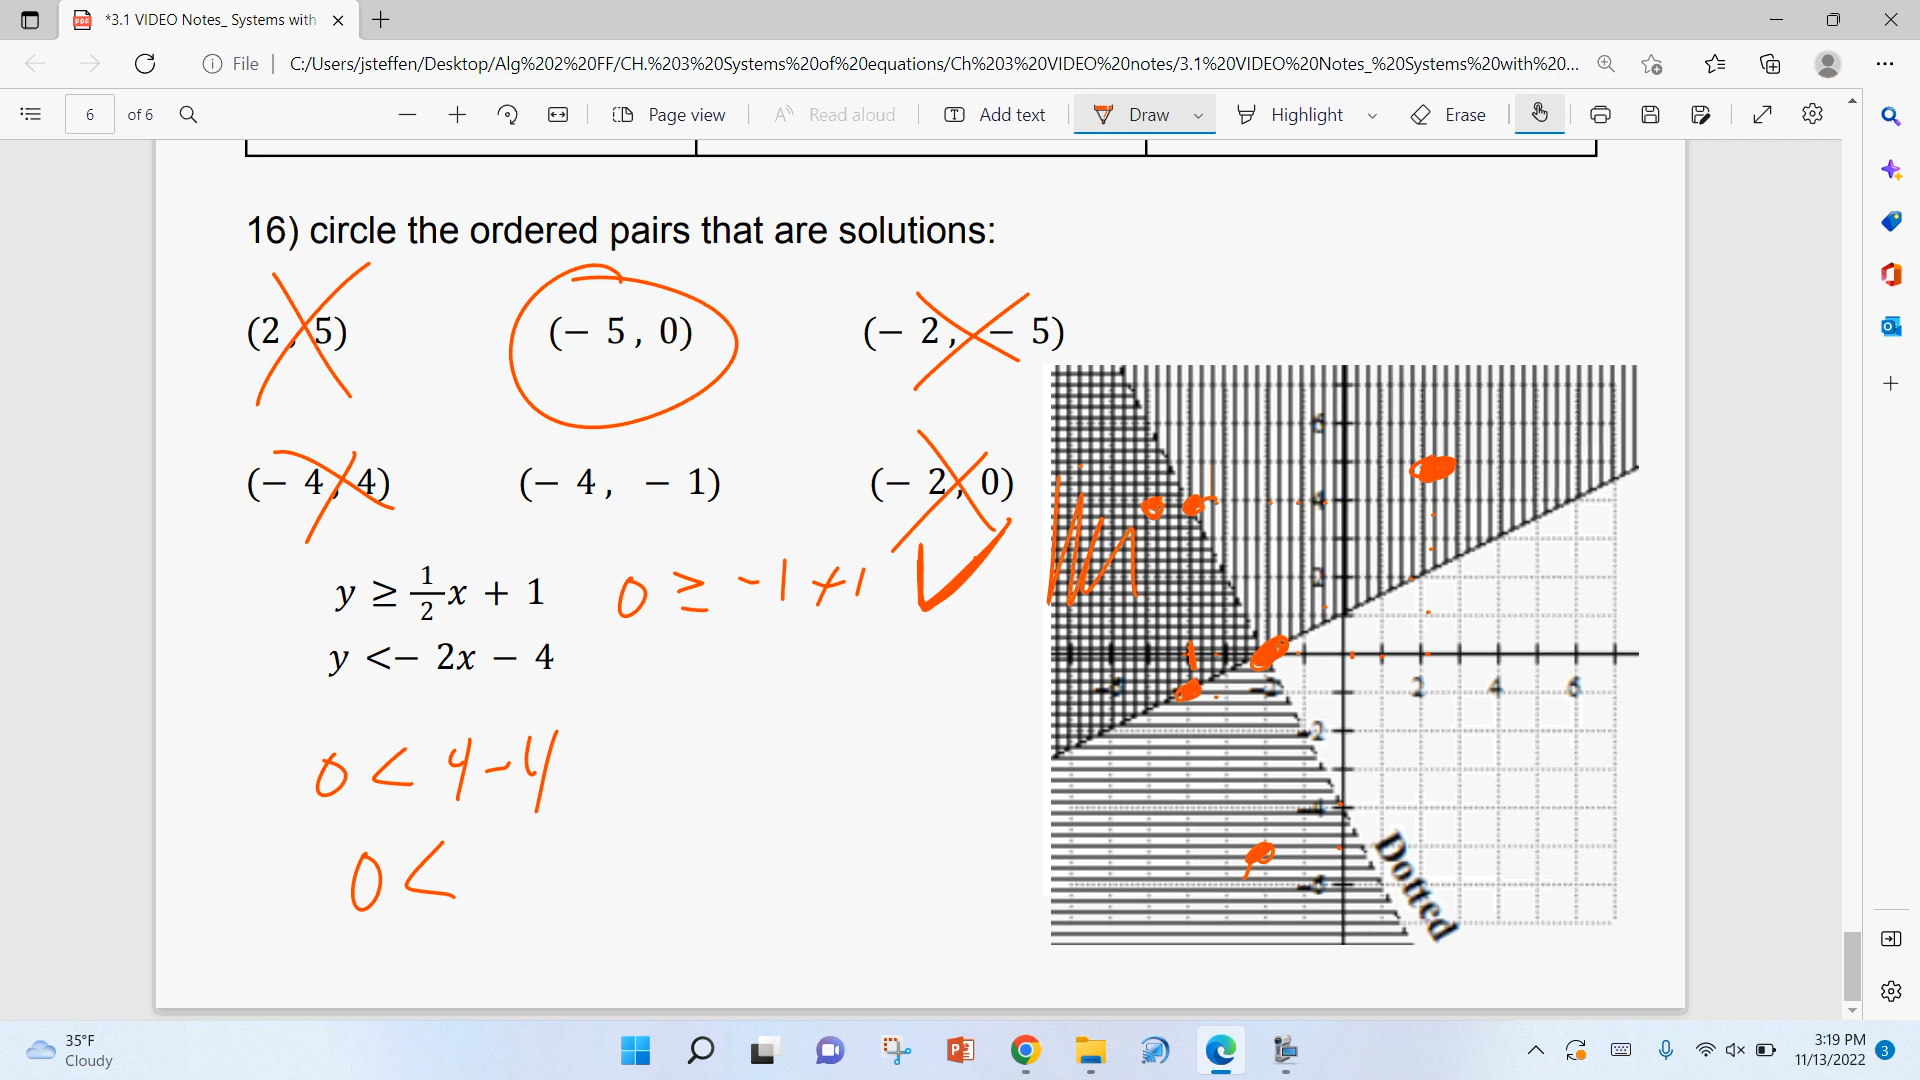 *3.1 VIDEO Notes_ Systems with
File
C:/Users/jsteffen/Desktop/Alg%202%20FF/CH.%203%20Systems%20of%20equations/Ch%203%20VIDEO%20notes/3.1%20VIDEO%20Notes_%20Systems%20with%20...
6 of 6 Page view Read aloud Add text Draw Highlight Erase
16) circle the ordered pairs that are solutions:
(2, 5) (− 5, 0) (− 2, − 5)
(− 4, 4) (− 4, − 1) (− 2, 0)
y ≥ 1/2 x + 1 0 ≥ -1 +1
y <− 2x − 4
0 < 4-4
0 <
6
4
2
-2 2 4 6
-2
-4
-6
Dotted
35°F
Cloudy
3:19 PM
11/13/2022 3